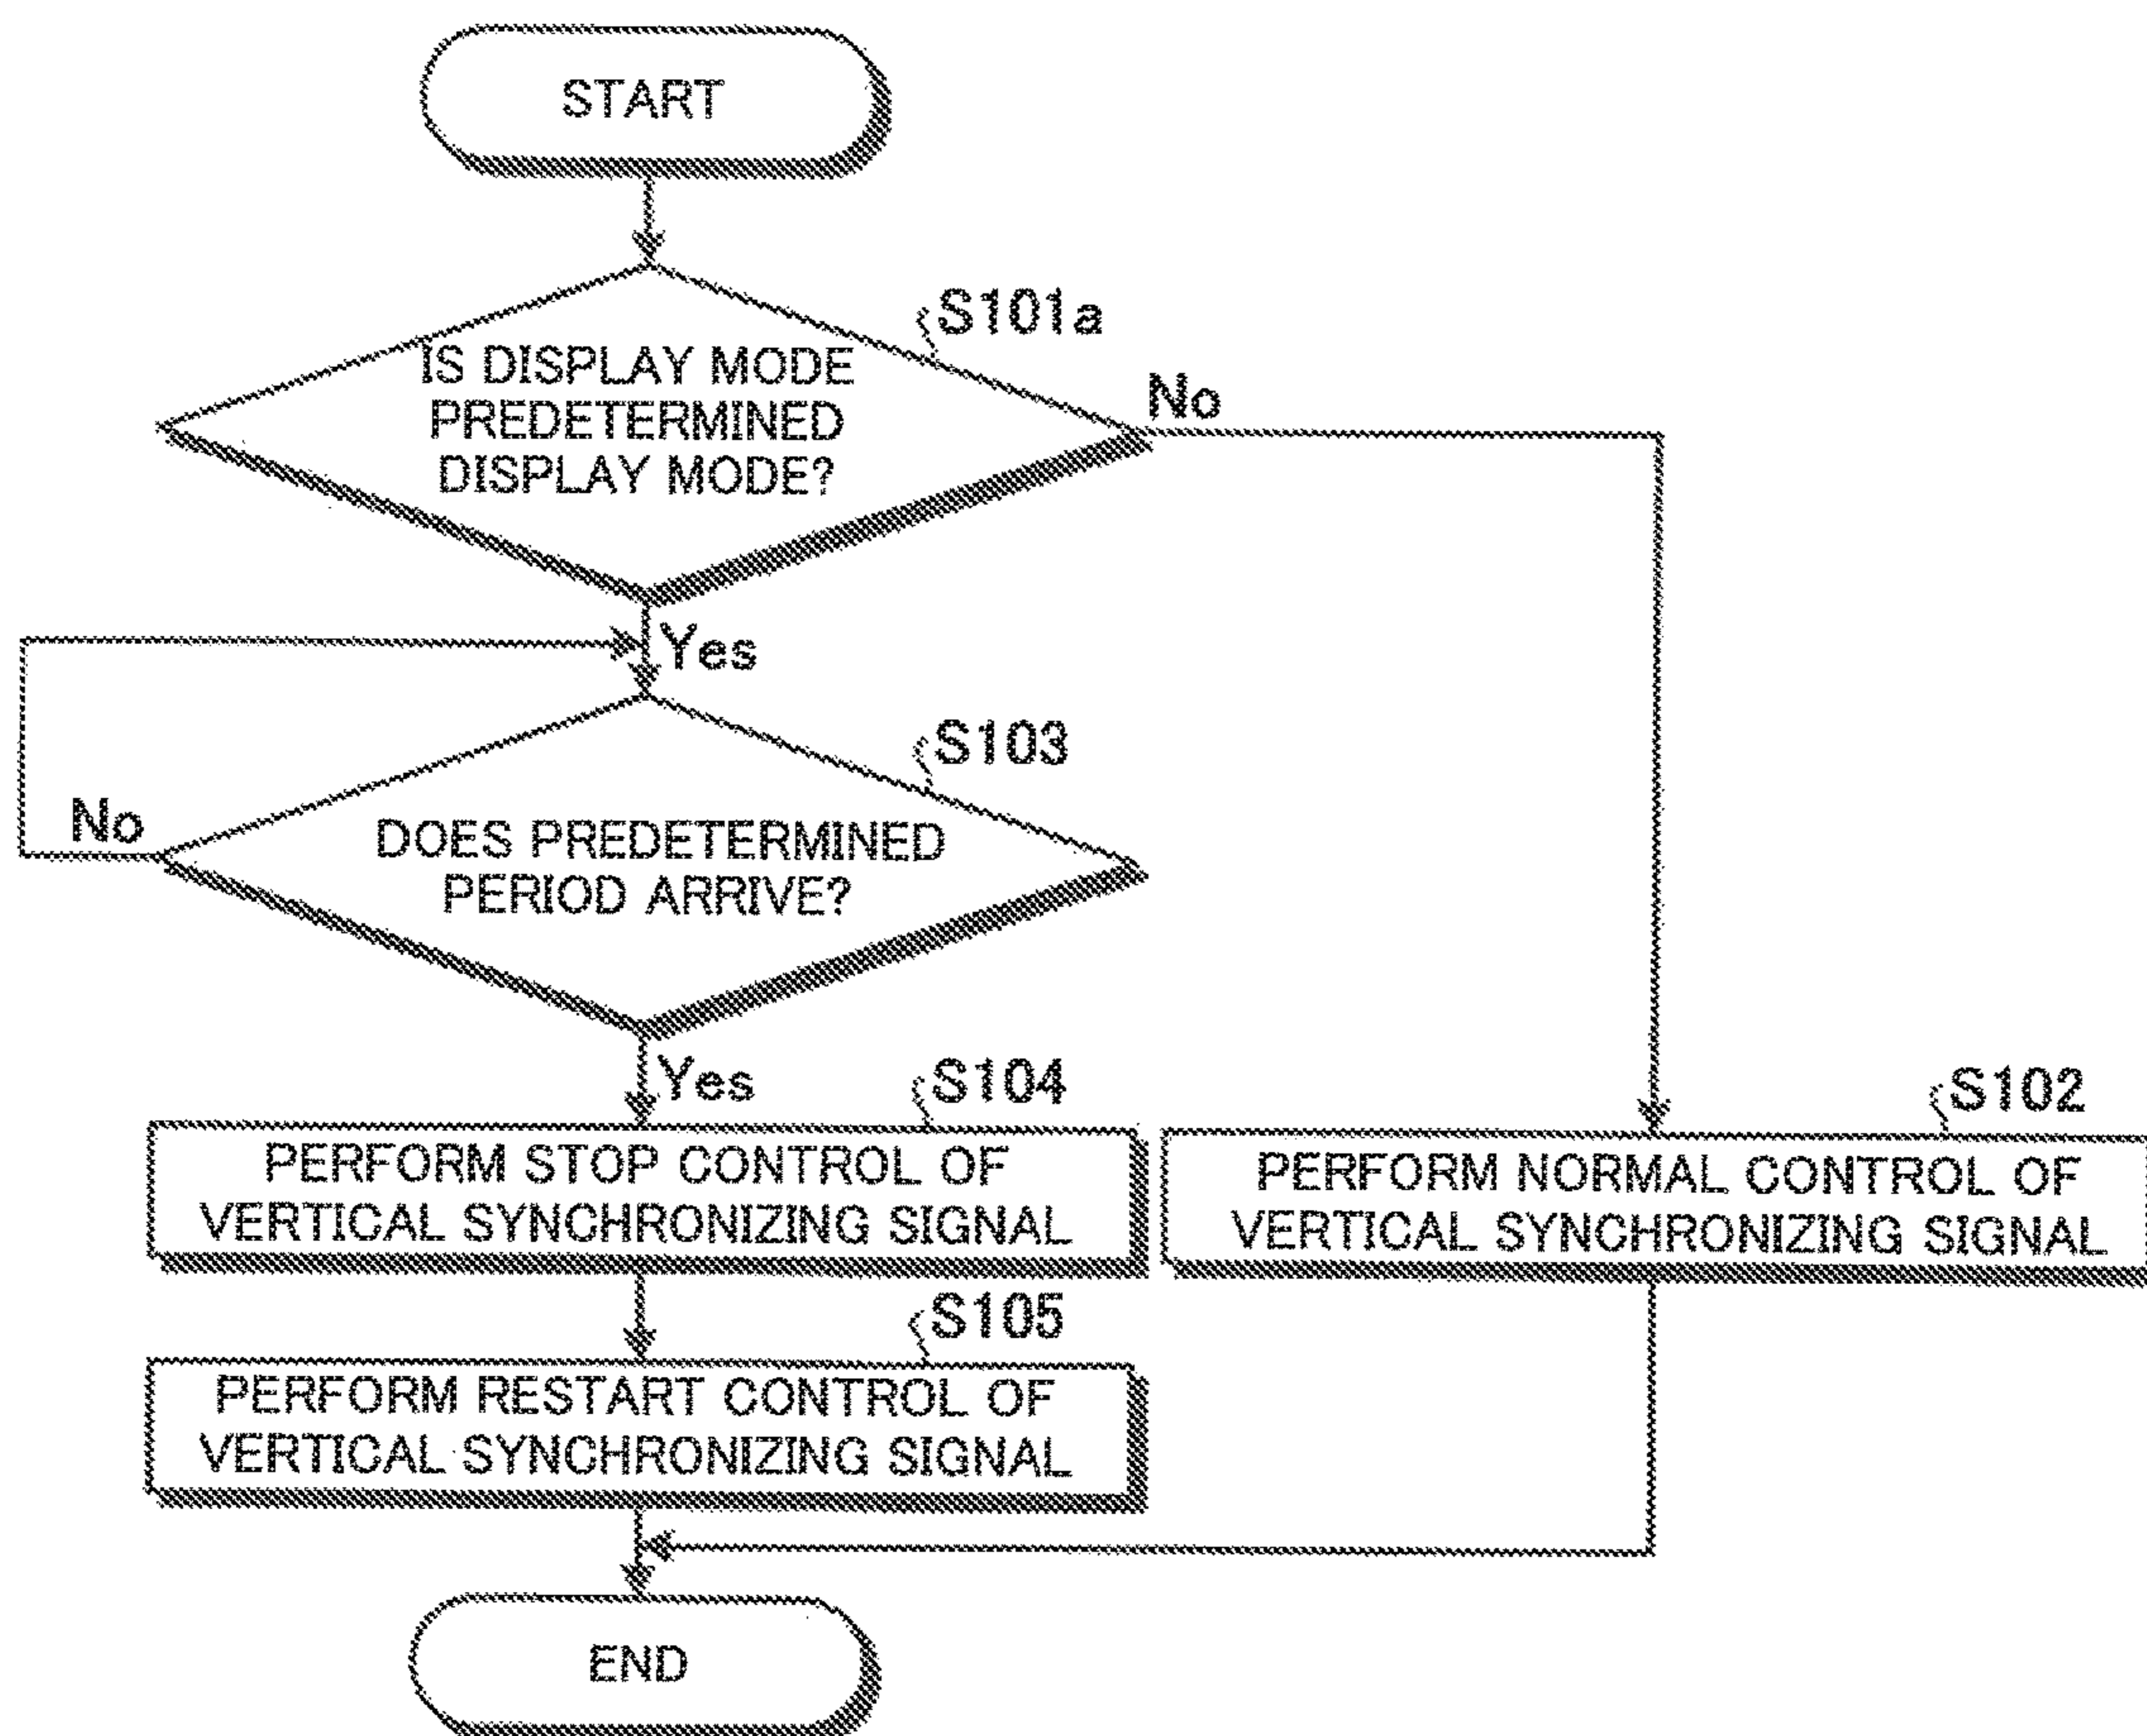 START
S101a
IS DISPLAY MODE
PREDETERMINED
DISPLAY MODE?
No
Yes
S103
No
DOES PREDETERMINED
PERIOD ARRIVE?
Yes
S104
PERFORM STOP CONTROL OF
VERTICAL SYNCHRONIZING SIGNAL
S102
PERFORM NORMAL CONTROL OF
VERTICAL SYNCHRONIZING SIGNAL
S105
PERFORM RESTART CONTROL OF
VERTICAL SYNCHRONIZING SIGNAL
END